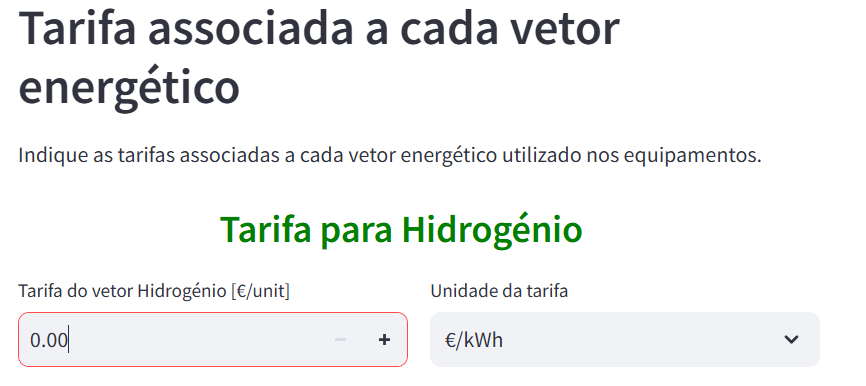 Tarifa associada a cada vetor
energético
Indique as tarifas associadas a cada vetor energético utilizado nos equipamentos.
Tarifa para Hidrogénio
Tarifa do vetor Hidrogénio [€/unit]
Unidade da tarifa
0.00
€/kWh